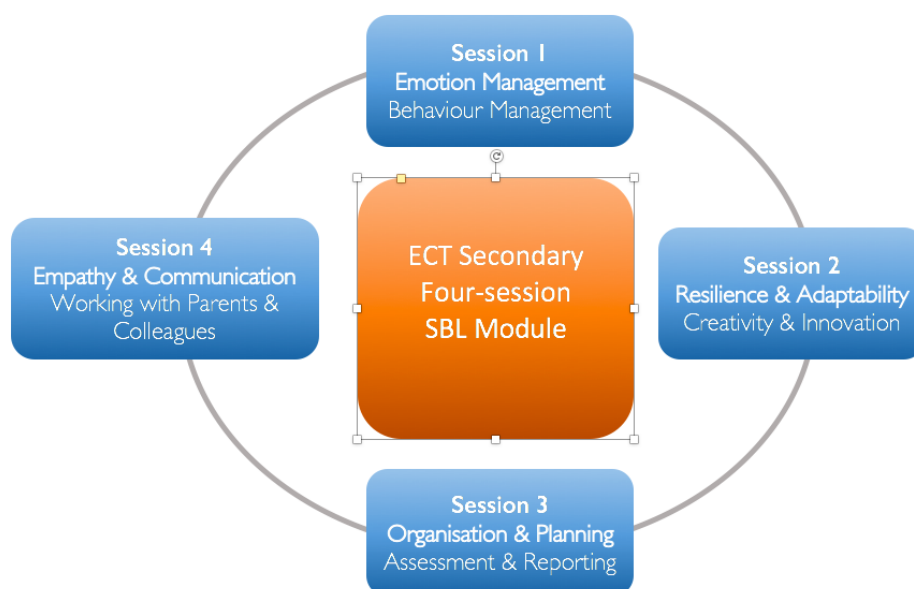 Session 1
Emotion Management
Behaviour Management
ECT Secondary
Four-session
SBL Module
Session 2
Resilience & Adaptability
Creativity & Innovation
Session 3
Organisation & Planning
Assessment & Reporting
Session 4
Empathy & Communication
Working with Parents &
Colleagues